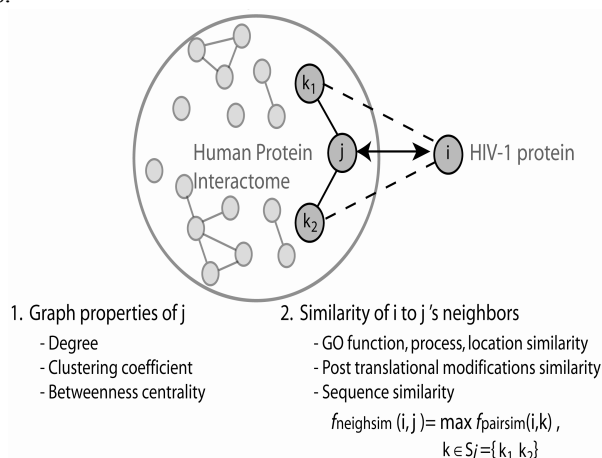 k1
Human Protein
Interactome
j
i
HIV-1 protein
k2
1. Graph properties of j
- Degree
- Clustering coefficient
- Betweenness centrality
2. Similarity of i to j 's neighbors
- GO function, process, location similarity
- Post translational modifications similarity
- Sequence similarity
fneighsim (i, j ) = max fpairsim(i,k) ,
k ∈ Sj ={ k1 k2}